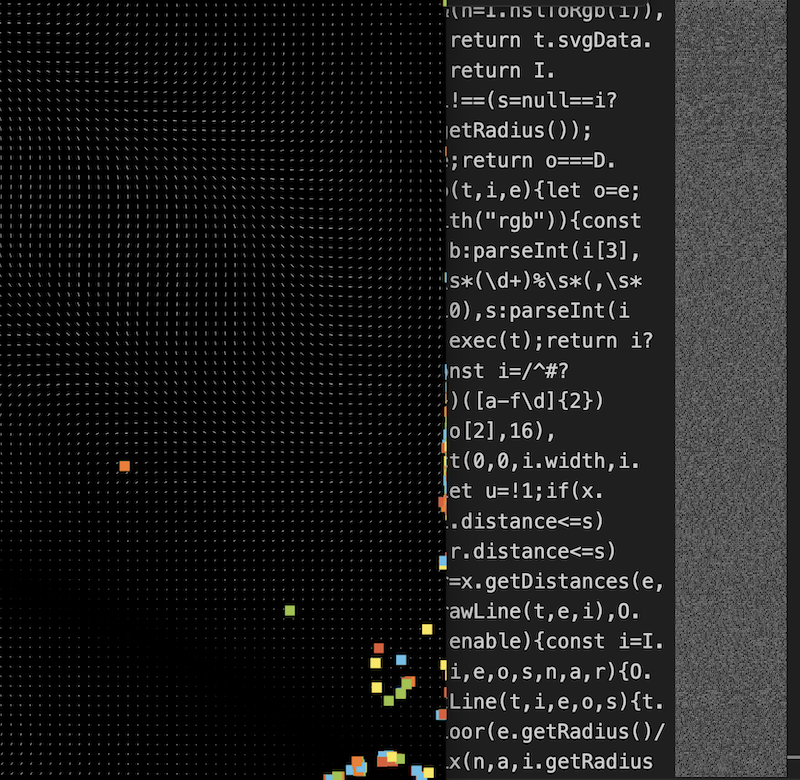 (n=I.hslToRgb(i)),
return t.svgData.
return I.
!==(s=null==i?
etRadius());
;return o===D.
(t,i,e){let o=e;
th("rgb")){const
b:parseInt(i[3],
s*(\d+)%\s*(,\s*
0),s:parseInt(i
exec(t);return i?
nst i=/^#?
)([a-f\d]{2})
o[2],16),
t(0,0,i.width,i.
et u=!1;if(x.
.distance<=s)
r.distance<=s)
=x.getDistances(e,
awLine(t,e,i),O.
enable){const i=I.
i,e,o,s,n,a,r){O.
Line(t,i,e,o,s){t.
oor(e.getRadius()/
x(n,a,i.getRadius